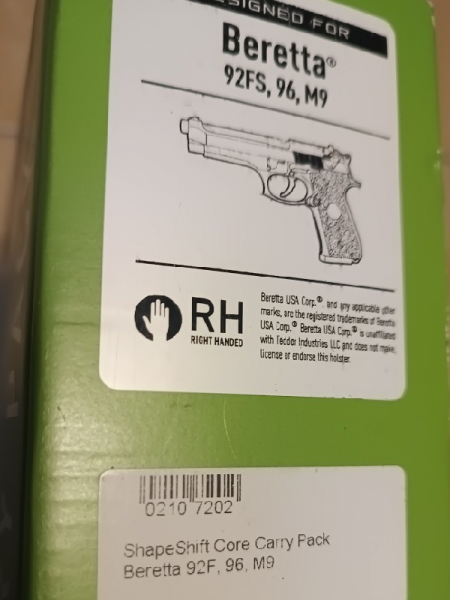 DESIGNED FOR
Beretta®
92FS, 96, M9
RH
RIGHT HANDED
Beretta USA Corp.® and any applicable other
marks, are the registered trademarks of Beretta
USA Corp.® Beretta USA Corp.® is unaffiliated
with Tecdor Industries LLC and does not make,
license or endorse this holster.
0210 7202
ShapeShift Core Carry Pack
Beretta 92F, 96, M9